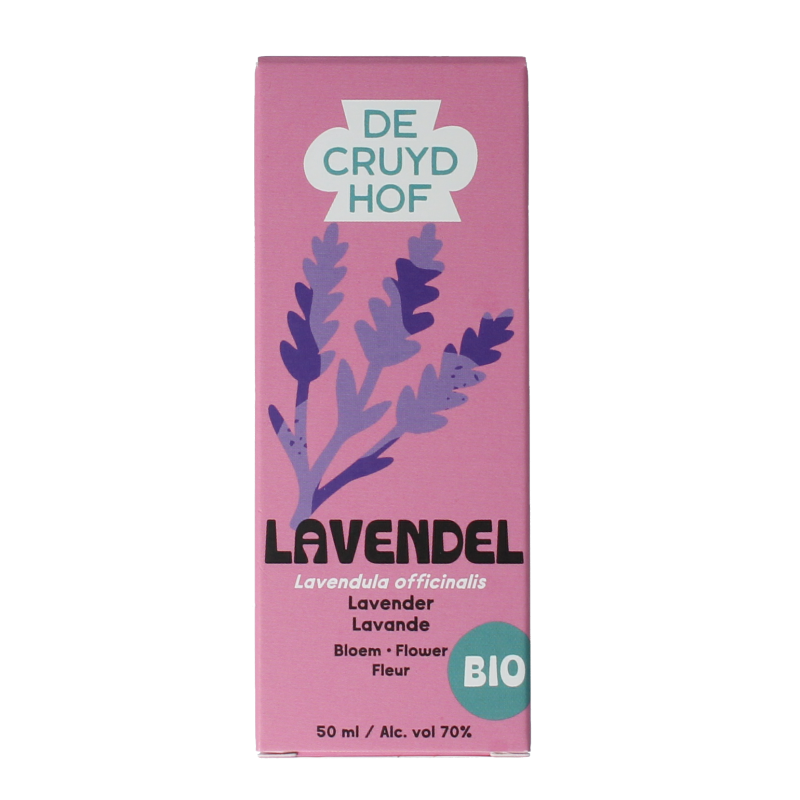 DE
CRUYD
HOF
LAVENDEL
Lavendula officinalis
Lavender
Lavande
Bloem • Flower
Fleur
BIO
50 ml / Alc. vol 70%